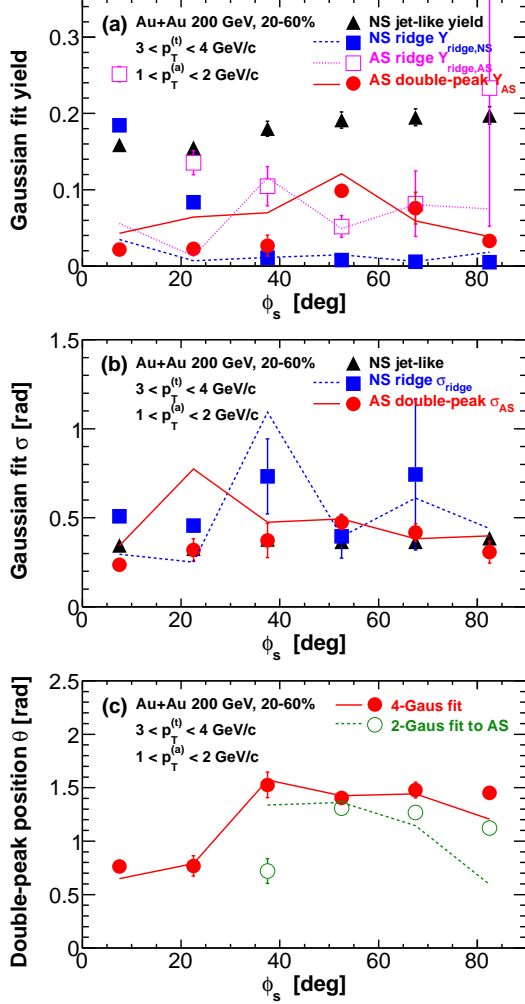 (a) Au+Au 200 GeV, 20-60%
3 < p_T^(t) < 4 GeV/c
1 < p_T^(a) < 2 GeV/c
NS jet-like yield
NS ridge Y_ridge,NS
AS ridge Y_ridge,AS
AS double-peak Y_AS
Gaussian fit yield
0.3
0.2
0.1
0
0 20 40 60 80
φ_s [deg]
(b) Au+Au 200 GeV, 20-60%
3 < p_T^(t) < 4 GeV/c
1 < p_T^(a) < 2 GeV/c
NS jet-like
NS ridge σ_ridge
AS double-peak σ_AS
Gaussian fit σ [rad]
1.5
1
0.5
0
0 20 40 60 80
φ_s [deg]
(c) Au+Au 200 GeV, 20-60%
3 < p_T^(t) < 4 GeV/c
1 < p_T^(a) < 2 GeV/c
4-Gaus fit
2-Gaus fit to AS
Double-peak position θ [rad]
2.5
2
1.5
1
0.5
0
0 20 40 60 80
φ_s [deg]